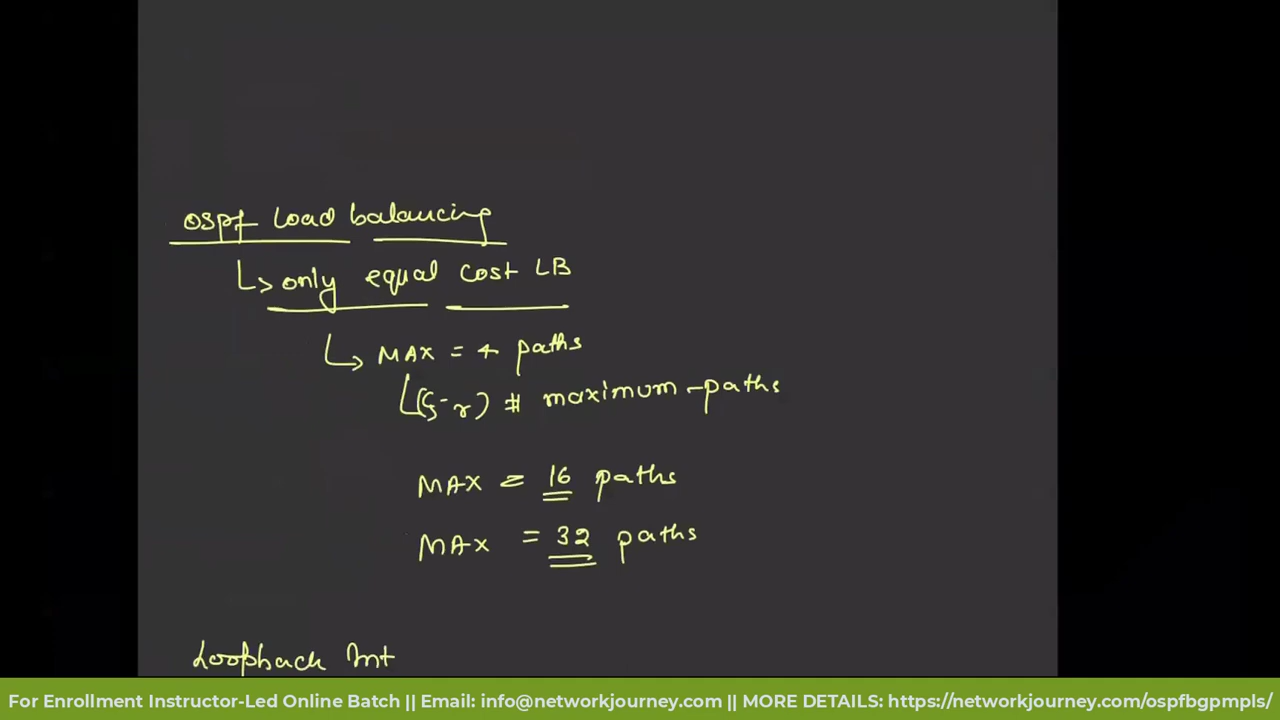 OSPF Load balancing
↳ only equal cost LB
↳ MAX = 4 paths
↳ (ς-r) # maximum-paths
MAX = 16 paths
MAX = 32 paths
Loopback Int
For Enrollment Instructor-Led Online Batch || Email: info@networkjourney.com || MORE DETAILS: https://networkjourney.com/ospfbgpmpls/